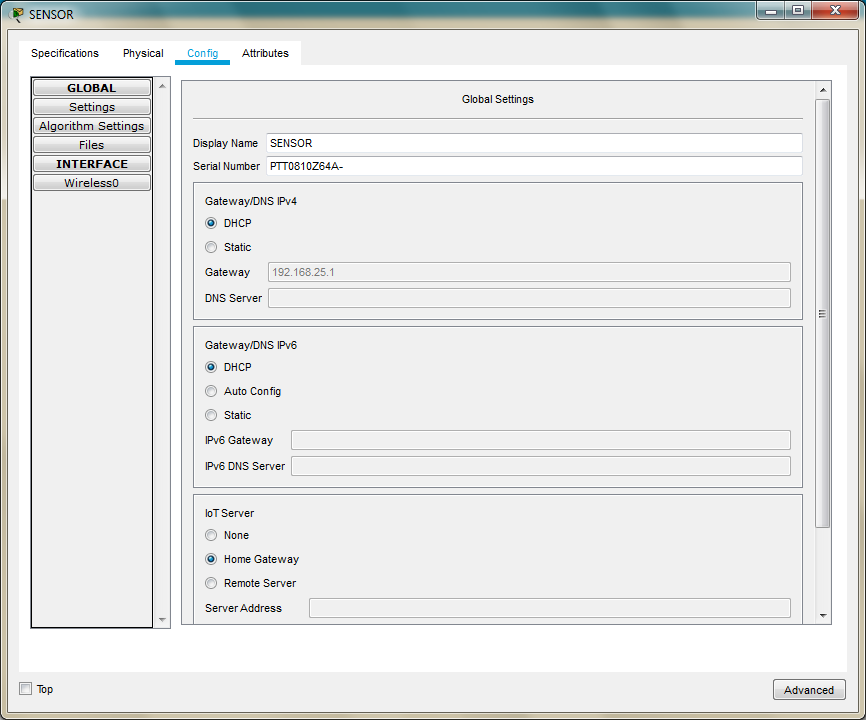 SENSOR
Specifications Physical Config Attributes
GLOBAL
Settings
Algorithm Settings
Files
INTERFACE
Wireless0
Global Settings
Display Name SENSOR
Serial Number PTT0810Z64A-
Gateway/DNS IPv4
DHCP
Static
Gateway 192.168.25.1
DNS Server
Gateway/DNS IPv6
DHCP
Auto Config
Static
IPv6 Gateway
IPv6 DNS Server
IoT Server
None
Home Gateway
Remote Server
Server Address
Top Advanced